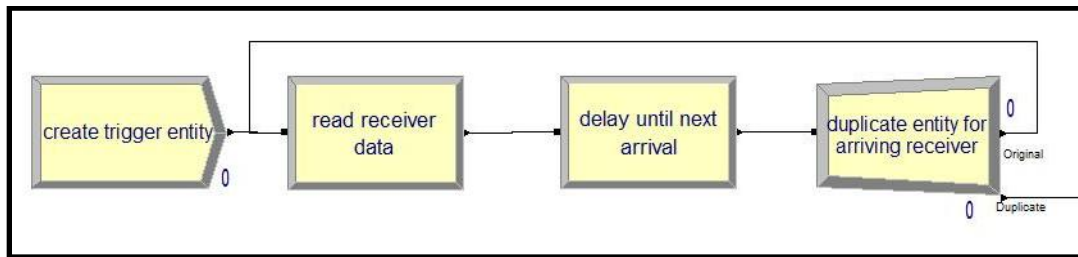 create trigger entity
0
read receiver
data
delay until next
arrival
duplicate entity for
arriving receiver
0
Original
0
Duplicate